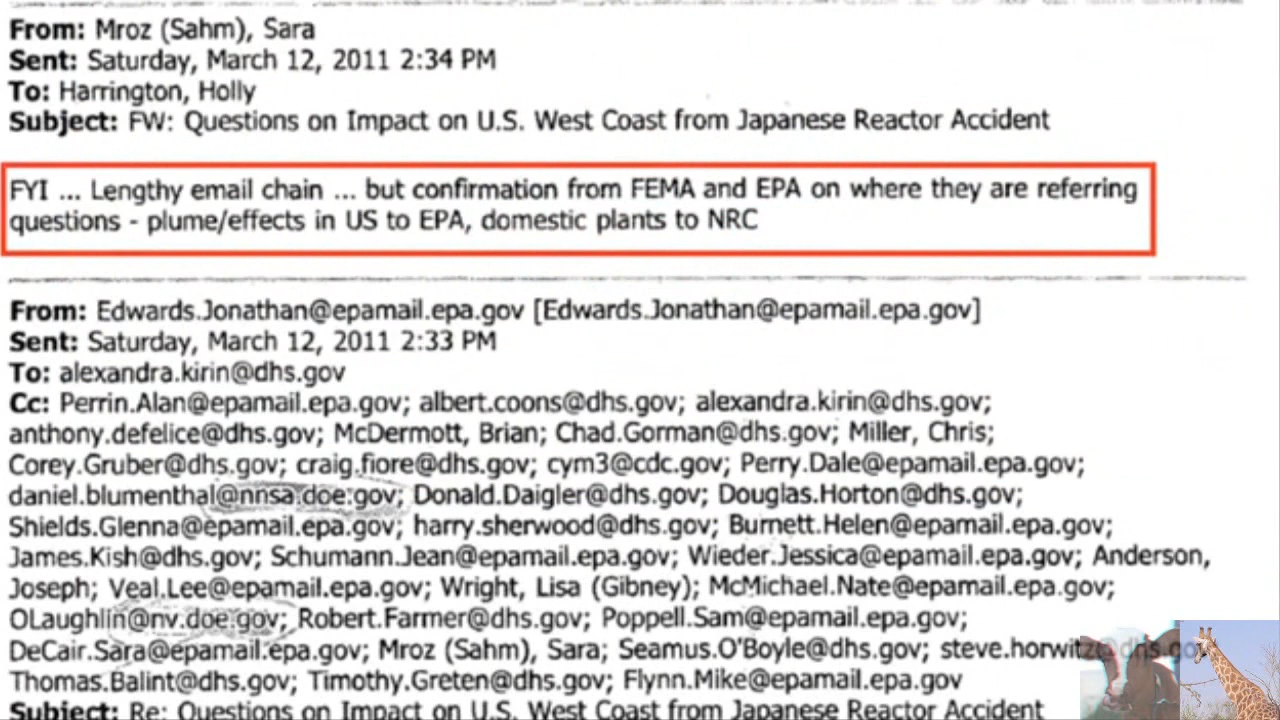 From: Mroz (Sahm), Sara
Sent: Saturday, March 12, 2011 2:34 PM
To: Harrington, Holly
Subject: FW: Questions on Impact on U.S. West Coast from Japanese Reactor Accident
FYI ... Lengthy email chain ... but confirmation from FEMA and EPA on where they are referring
questions - plume/effects in US to EPA, domestic plants to NRC
From: Edwards.Jonathan@epamail.epa.gov [Edwards.Jonathan@epamail.epa.gov]
Sent: Saturday, March 12, 2011 2:33 PM
To: alexandra.kirin@dhs.gov
Cc: Perrin.Alan@epamail.epa.gov; albert.coons@dhs.gov; alexandra.kirin@dhs.gov;
anthony.defelice@dhs.gov; McDermott, Brian; Chad.Gorman@dhs.gov; Miller, Chris;
Corey.Gruber@dhs.gov; craig.fiore@dhs.gov; cym3@cdc.gov; Perry.Dale@epamail.epa.gov;
daniel.blumenthal@nnsa.doe.gov; Donald.Daigler@dhs.gov; Douglas.Horton@dhs.gov;
Shields.Glenna@epamail.epa.gov; harry.sherwood@dhs.gov; Burnett.Helen@epamail.epa.gov;
James.Kish@dhs.gov; Schumann.Jean@epamail.epa.gov; Wieder.Jessica@epamail.epa.gov; Anderson,
Joseph; Veal.Lee@epamail.epa.gov; Wright, Lisa (Gibney); McMichael.Nate@epamail.epa.gov;
OLaughlin@nv.doe.gov; Robert.Farmer@dhs.gov; Poppell.Sam@epamail.epa.gov;
DeCair.Sara@epamail.epa.gov; Mroz (Sahm), Sara; Seamus.O'Boyle@dhs.gov; steve.horwitz@dhs.gov
Thomas.Balint@dhs.gov; Timothy.Greten@dhs.gov; Flynn.Mike@epamail.epa.gov
Subject: Re: Questions on Impact on U.S. West Coast from Japanese Reactor Accident